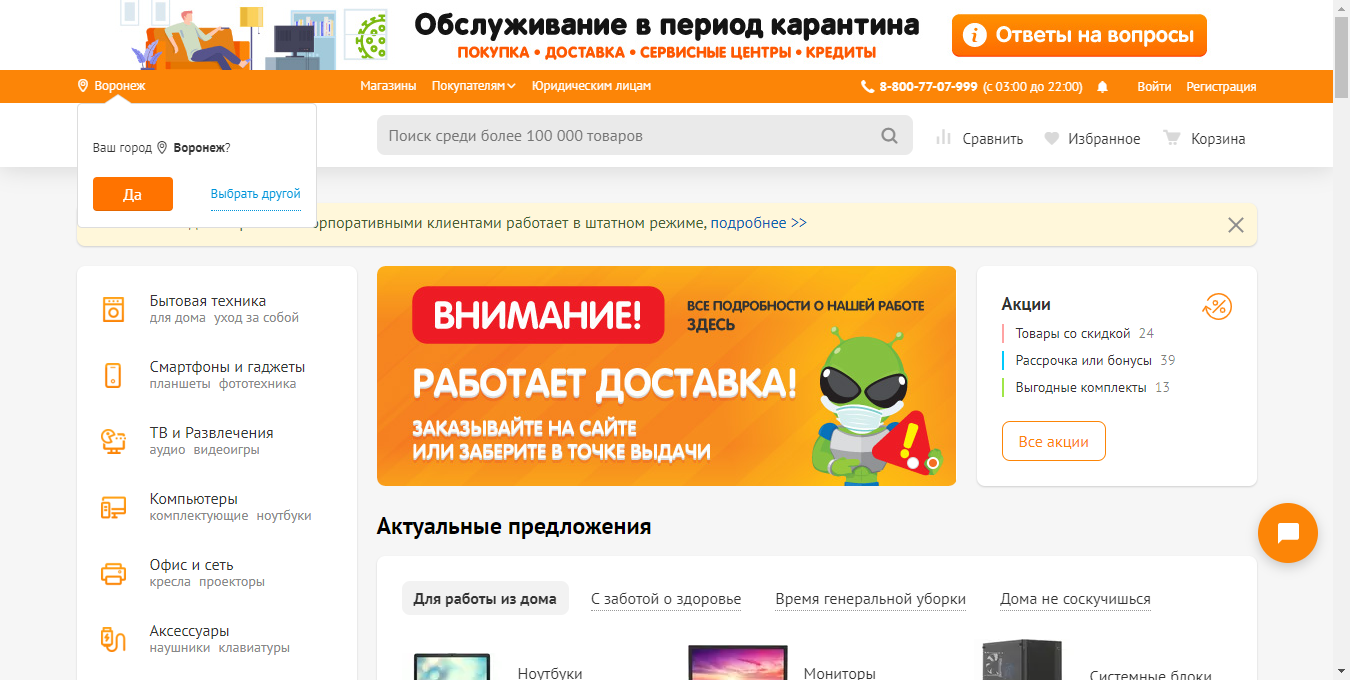 Обслуживание в период карантина
ПОКУПКА • ДОСТАВКА • СЕРВИСНЫЕ ЦЕНТРЫ • КРЕДИТЫ
Ответы на вопросы
Воронеж
Магазины Покупателям Юридическим лицам
8-800-77-07-999 (с 03:00 до 22:00)
Войти Регистрация
Ваш город Воронеж?
Да Выбрать другой
Поиск среди более 100 000 товаров
Сравнить Избранное Корзина
орпоративными клиентами работает в штатном режиме, подробнее >>
Бытовая техника
для дома уход за собой
Смартфоны и гаджеты
планшеты фототехника
ТВ и Развлечения
аудио видеоигры
Компьютеры
комплектующие ноутбуки
Офис и сеть
кресла проекторы
Аксессуары
наушники клавиатуры
ВНИМАНИЕ!
ВСЕ ПОДРОБНОСТИ О НАШЕЙ РАБОТЕ
ЗДЕСЬ
РАБОТАЕТ ДОСТАВКА!
ЗАКАЗЫВАЙТЕ НА САЙТЕ
ИЛИ ЗАБЕРИТЕ В ТОЧКЕ ВЫДАЧИ
Акции
Товары со скидкой 24
Рассрочка или бонусы 39
Выгодные комплекты 13
Все акции
Актуальные предложения
Для работы из дома С заботой о здоровье Время генеральной уборки Дома не соскучишься
Ноутбуки Мониторы Системные блоки